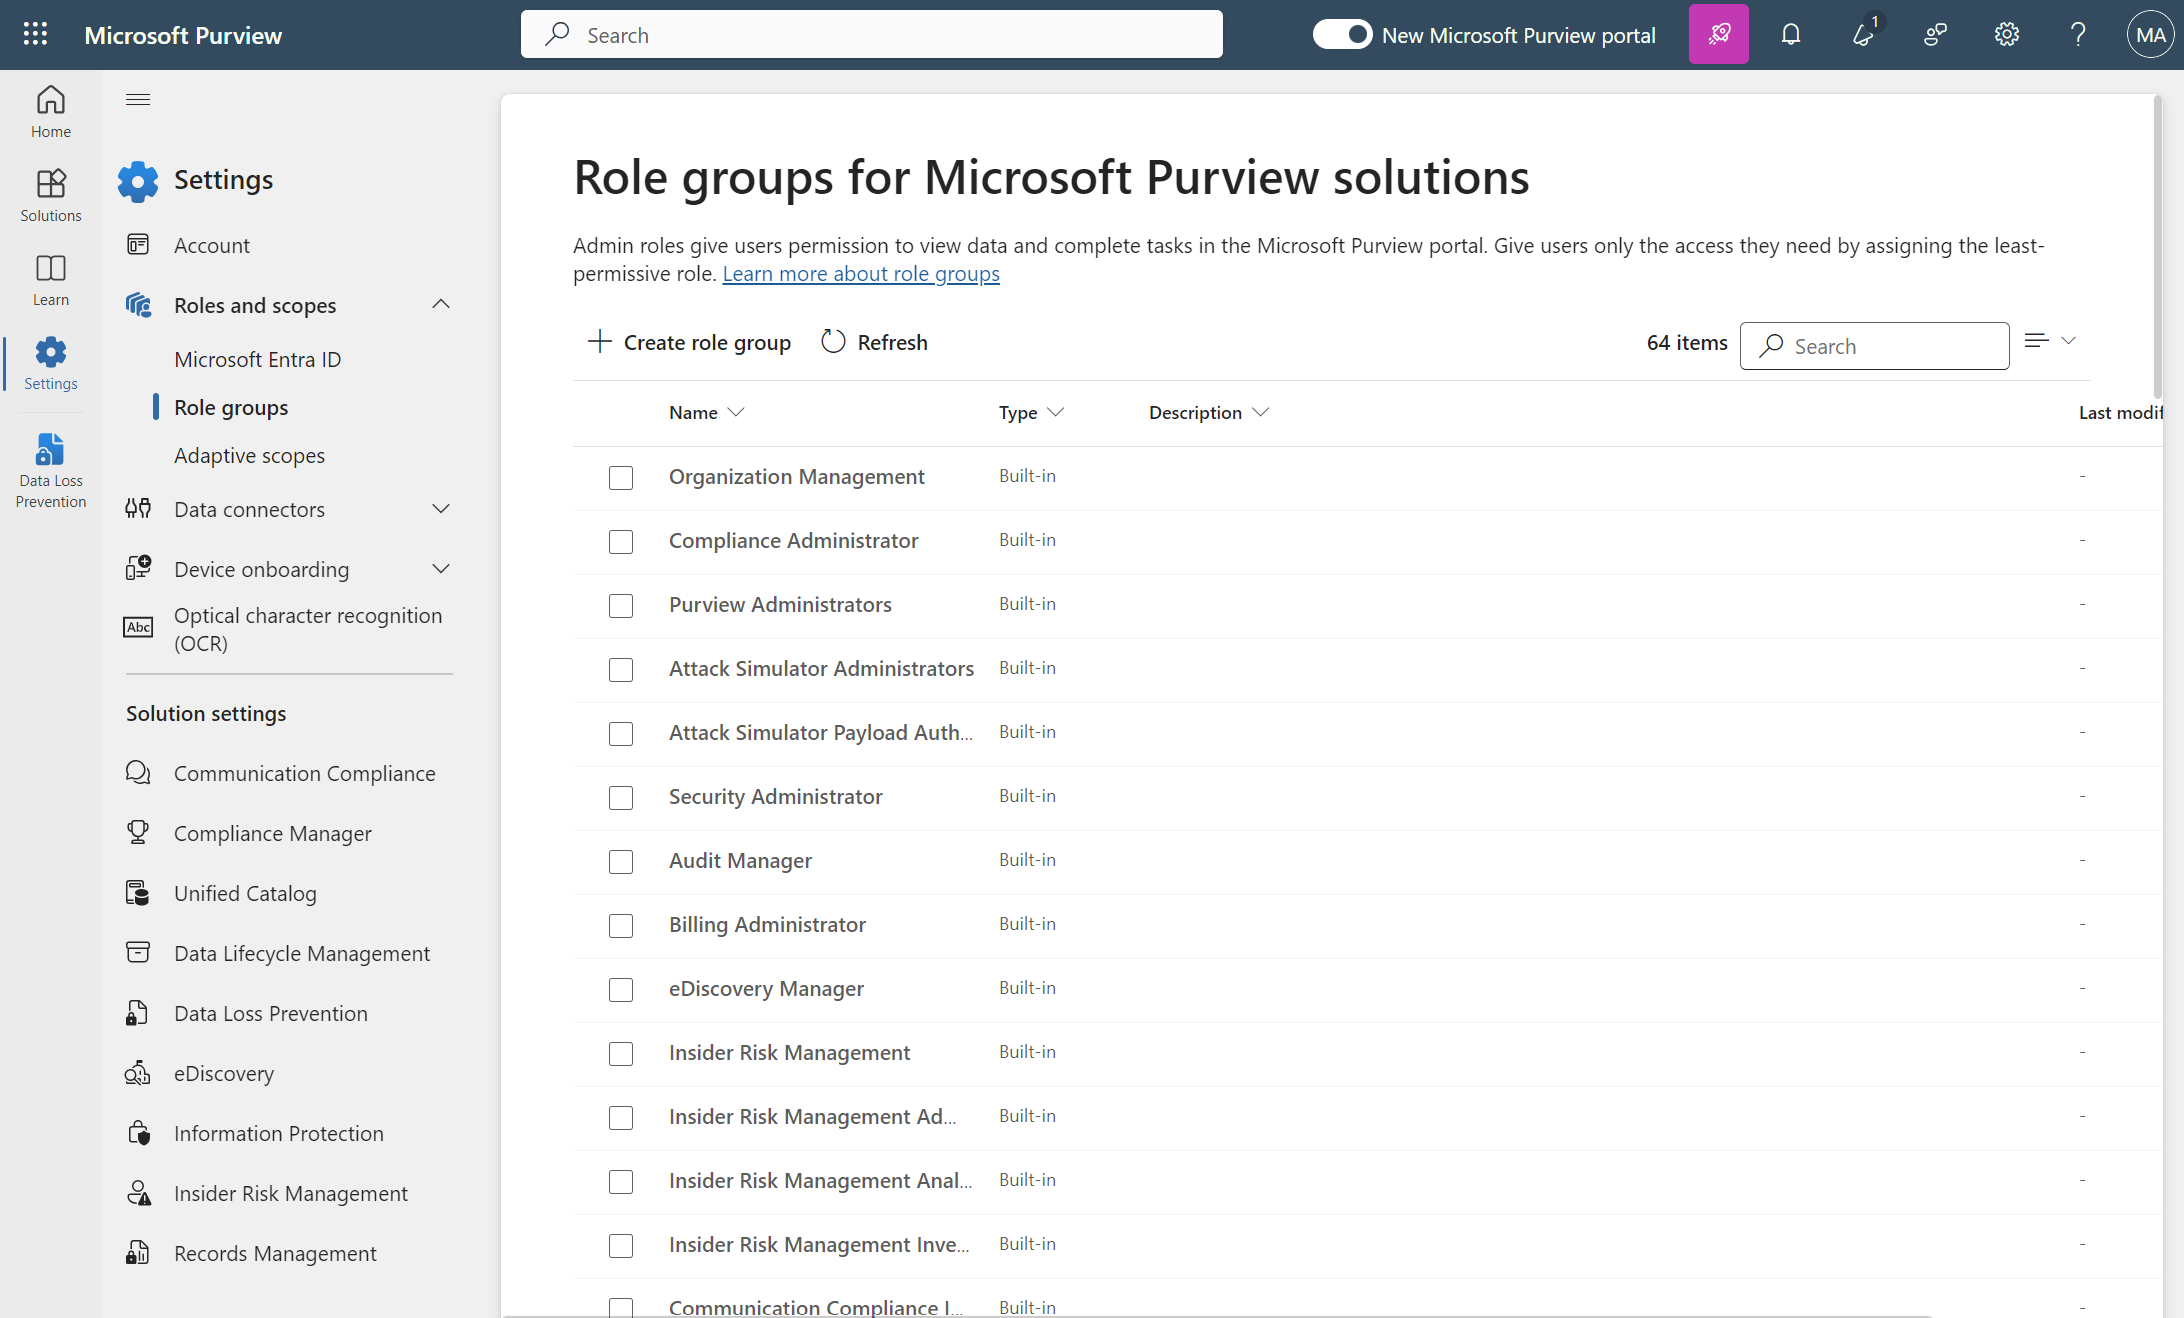 Microsoft Purview
Search
New Microsoft Purview portal
1
MA
Home
Solutions
Learn
Settings
Data Loss
Prevention
Settings
Account
Roles and scopes
Microsoft Entra ID
Role groups
Adaptive scopes
Data connectors
Device onboarding
Abc
Optical character recognition
(OCR)
Solution settings
Communication Compliance
Compliance Manager
Unified Catalog
Data Lifecycle Management
Data Loss Prevention
eDiscovery
Information Protection
Insider Risk Management
Records Management
Role groups for Microsoft Purview solutions
Admin roles give users permission to view data and complete tasks in the Microsoft Purview portal. Give users only the access they need by assigning the least-
permissive role. Learn more about role groups
Create role group Refresh 64 items Search
Name Type Description Last modif
Organization Management Built-in -
Compliance Administrator Built-in -
Purview Administrators Built-in -
Attack Simulator Administrators Built-in -
Attack Simulator Payload Auth... Built-in -
Security Administrator Built-in -
Audit Manager Built-in -
Billing Administrator Built-in -
eDiscovery Manager Built-in -
Insider Risk Management Built-in -
Insider Risk Management Ad... Built-in -
Insider Risk Management Anal... Built-in -
Insider Risk Management Inve... Built-in -
Communication Compliance I... Built-in -